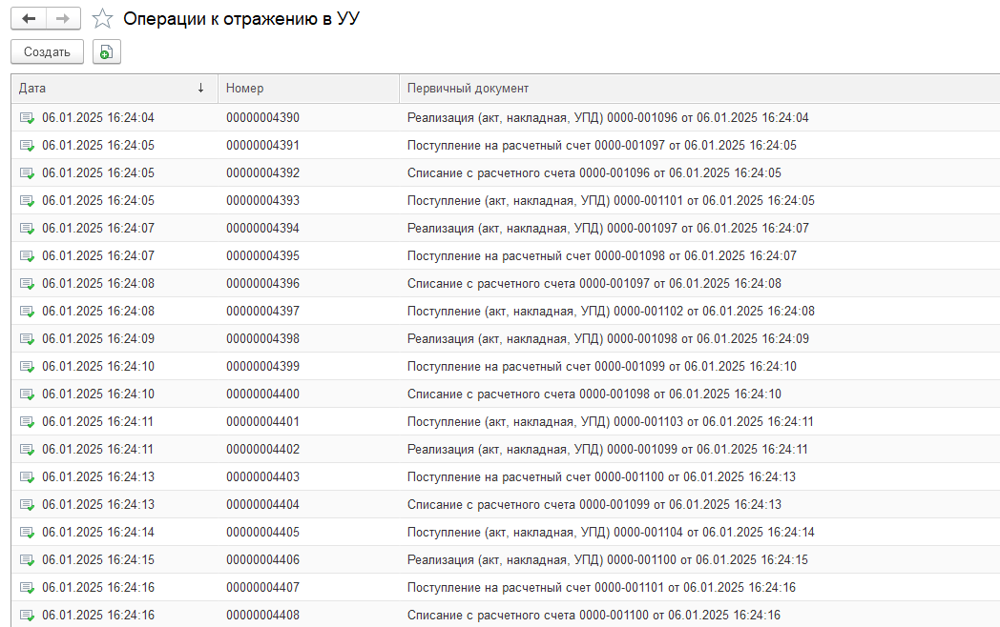 Операции к отражению в УУ
Создать
Дата ↓ Номер Первичный документ
06.01.2025 16:24:04 00000004390 Реализация (акт, накладная, УПД) 0000-001096 от 06.01.2025 16:24:04
06.01.2025 16:24:05 00000004391 Поступление на расчетный счет 0000-001097 от 06.01.2025 16:24:05
06.01.2025 16:24:05 00000004392 Списание с расчетного счета 0000-001096 от 06.01.2025 16:24:05
06.01.2025 16:24:05 00000004393 Поступление (акт, накладная, УПД) 0000-001101 от 06.01.2025 16:24:05
06.01.2025 16:24:07 00000004394 Реализация (акт, накладная, УПД) 0000-001097 от 06.01.2025 16:24:07
06.01.2025 16:24:07 00000004395 Поступление на расчетный счет 0000-001098 от 06.01.2025 16:24:07
06.01.2025 16:24:08 00000004396 Списание с расчетного счета 0000-001097 от 06.01.2025 16:24:08
06.01.2025 16:24:08 00000004397 Поступление (акт, накладная, УПД) 0000-001102 от 06.01.2025 16:24:08
06.01.2025 16:24:09 00000004398 Реализация (акт, накладная, УПД) 0000-001098 от 06.01.2025 16:24:09
06.01.2025 16:24:10 00000004399 Поступление на расчетный счет 0000-001099 от 06.01.2025 16:24:10
06.01.2025 16:24:10 00000004400 Списание с расчетного счета 0000-001098 от 06.01.2025 16:24:10
06.01.2025 16:24:11 00000004401 Поступление (акт, накладная, УПД) 0000-001103 от 06.01.2025 16:24:11
06.01.2025 16:24:11 00000004402 Реализация (акт, накладная, УПД) 0000-001099 от 06.01.2025 16:24:11
06.01.2025 16:24:13 00000004403 Поступление на расчетный счет 0000-001100 от 06.01.2025 16:24:13
06.01.2025 16:24:13 00000004404 Списание с расчетного счета 0000-001099 от 06.01.2025 16:24:13
06.01.2025 16:24:14 00000004405 Поступление (акт, накладная, УПД) 0000-001104 от 06.01.2025 16:24:14
06.01.2025 16:24:15 00000004406 Реализация (акт, накладная, УПД) 0000-001100 от 06.01.2025 16:24:15
06.01.2025 16:24:16 00000004407 Поступление на расчетный счет 0000-001101 от 06.01.2025 16:24:16
06.01.2025 16:24:16 00000004408 Списание с расчетного счета 0000-001100 от 06.01.2025 16:24:16